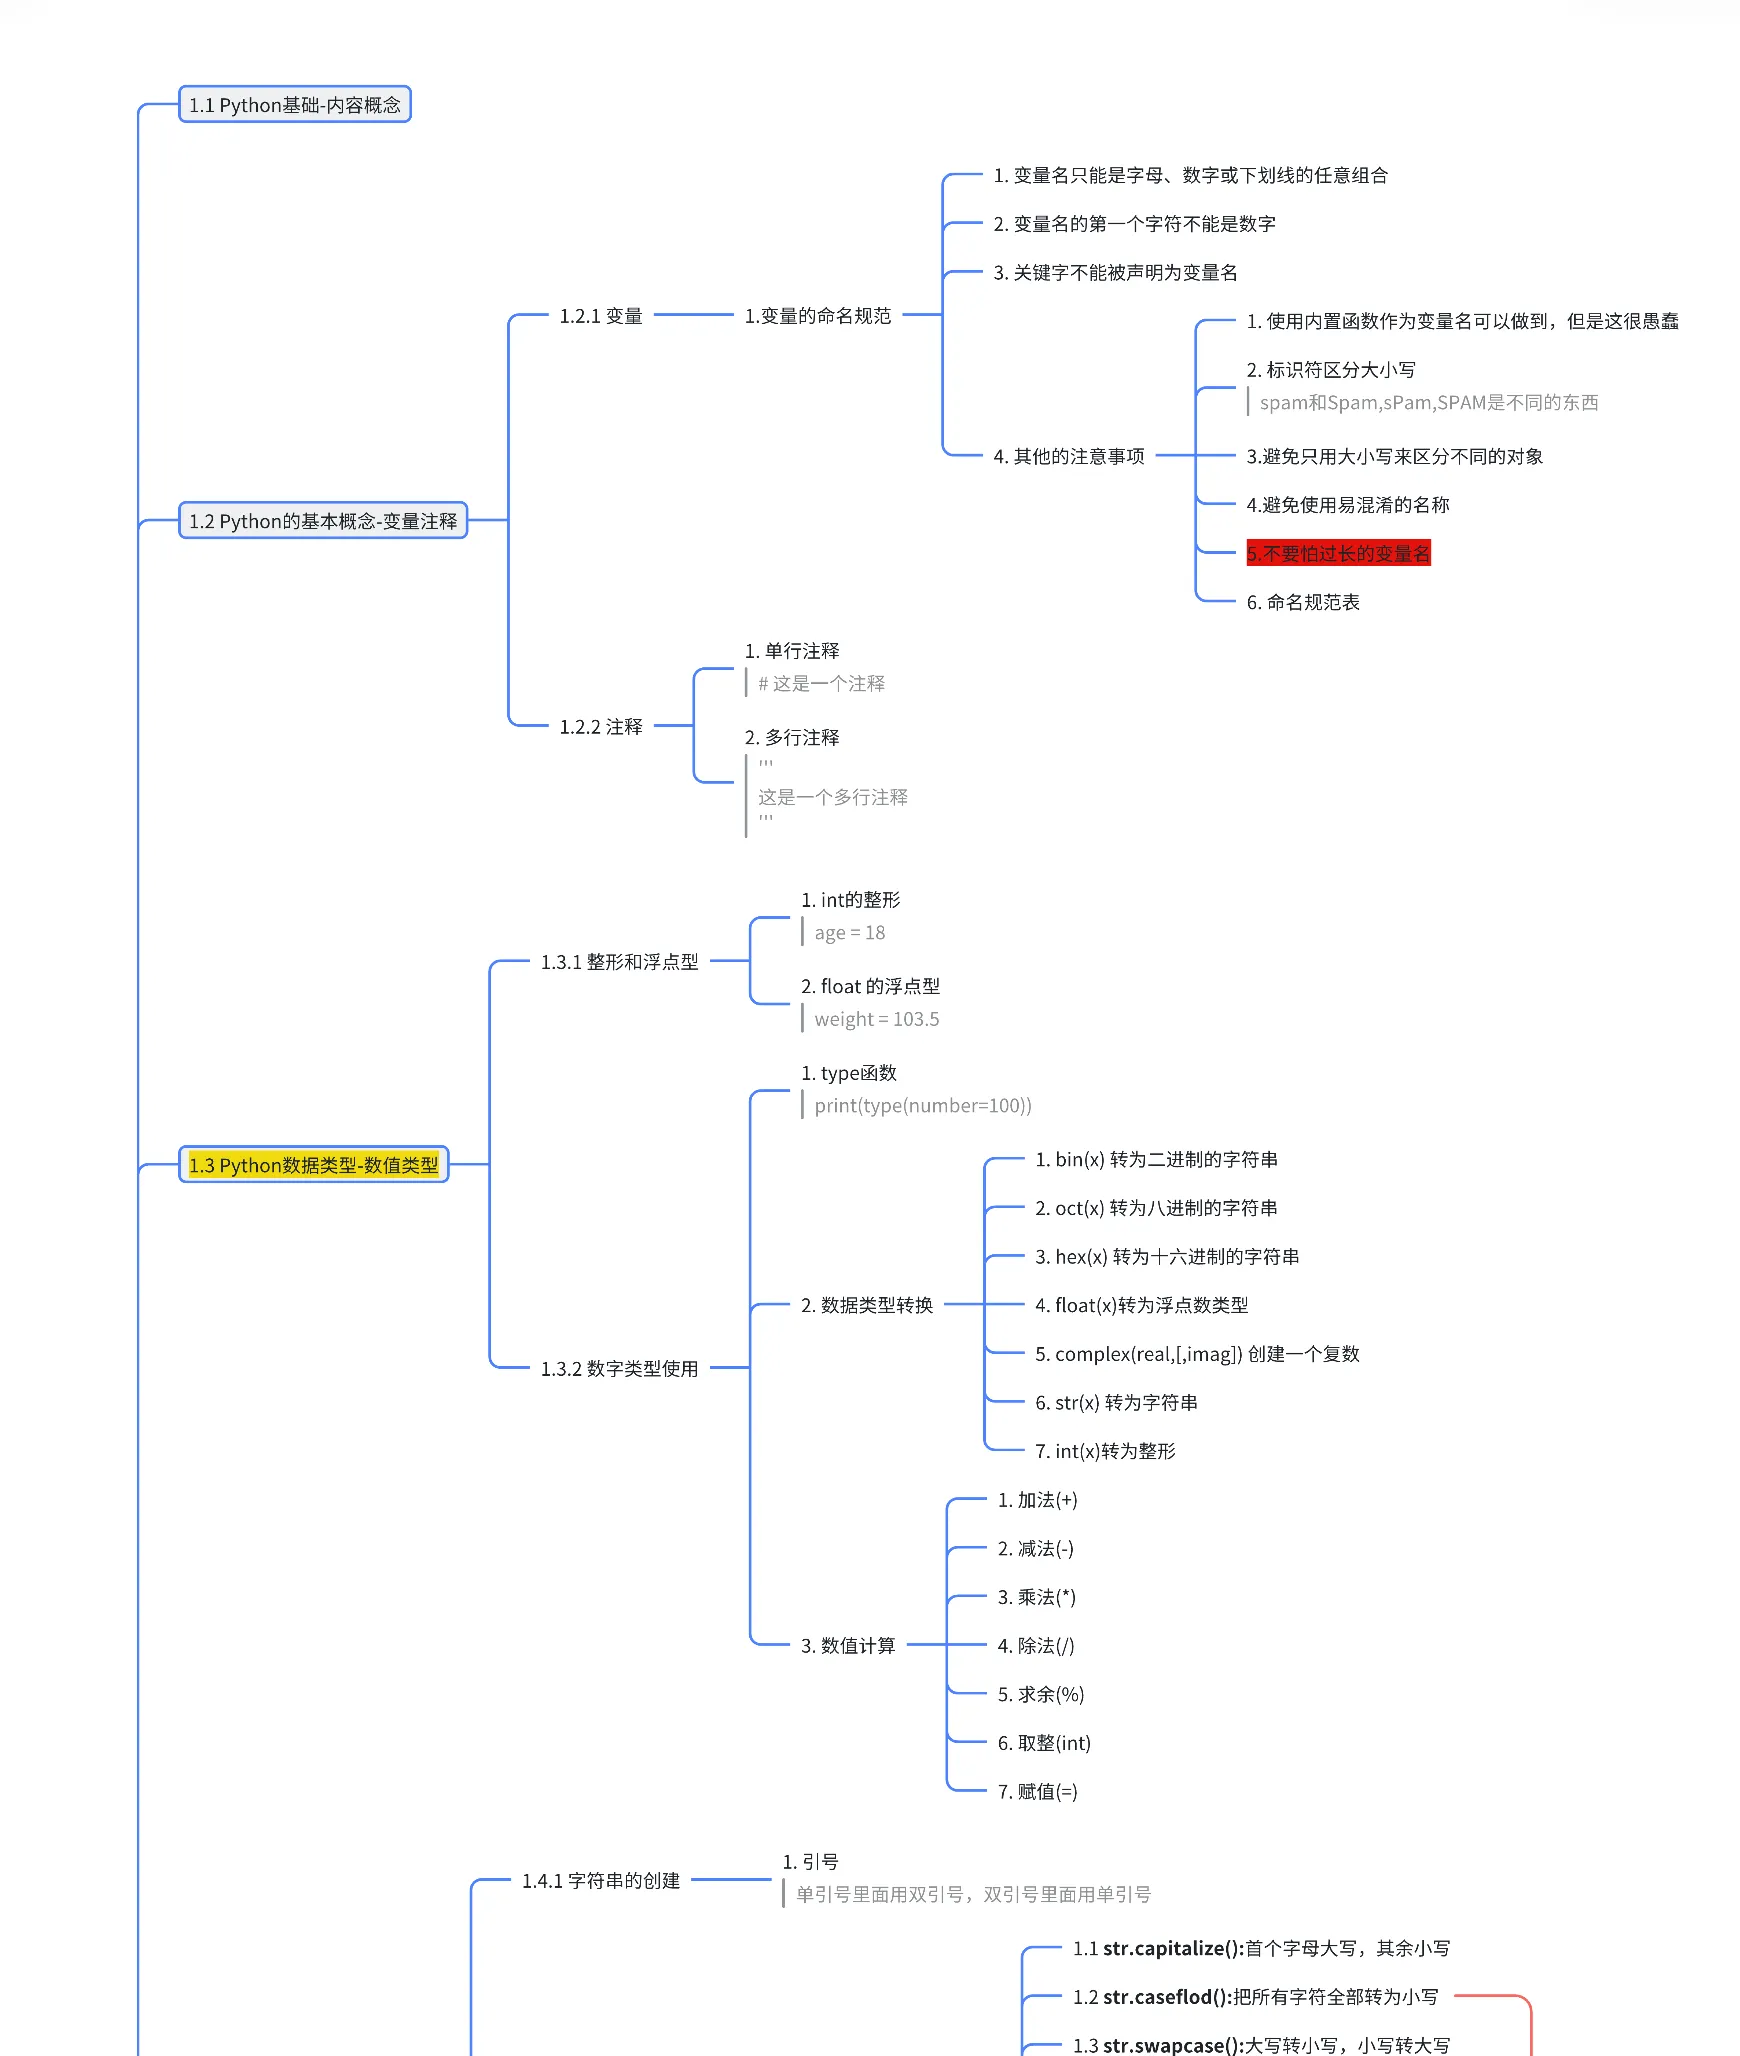 1.1 Python基础-内容概念
1. 变量名只能是字母、数字或下划线的任意组合
2. 变量名的第一个字符不能是数字
3. 关键字不能被声明为变量名
1.2.1 变量
1.变量的命名规范
1. 使用内置函数作为变量名可以做到，但是这很愚蠢
2. 标识符区分大小写
spam和Spam,sPam,SPAM是不同的东西
4. 其他的注意事项
3.避免只用大小写来区分不同的对象
4.避免使用易混淆的名称
1.2 Python的基本概念-变量注释
5.不要怕过长的变量名
6. 命名规范表
1. 单行注释
# 这是一个注释
1.2.2 注释
2. 多行注释
'''
这是一个多行注释
'''
1. int的整形
age = 18
1.3.1 整形和浮点型
2. float 的浮点型
weight = 103.5
1. type函数
print(type(number=100))
1.3 Python数据类型-数值类型
1. bin(x) 转为二进制的字符串
2. oct(x) 转为八进制的字符串
3. hex(x) 转为十六进制的字符串
2. 数据类型转换
4. float(x)转为浮点数类型
5. complex(real,[,imag]) 创建一个复数
1.3.2 数字类型使用
6. str(x) 转为字符串
7. int(x)转为整形
1. 加法(+)
2. 减法(-)
3. 乘法(*)
3. 数值计算
4. 除法(/)
5. 求余(%)
6. 取整(int)
7. 赋值(=)
1.4.1 字符串的创建
1. 引号
单引号里面用双引号，双引号里面用单引号
1.1 str.capitalize():首个字母大写，其余小写
1.2 str.caseflod():把所有字符全部转为小写
1.3 str.swapcase():大写转小写，小写转大写